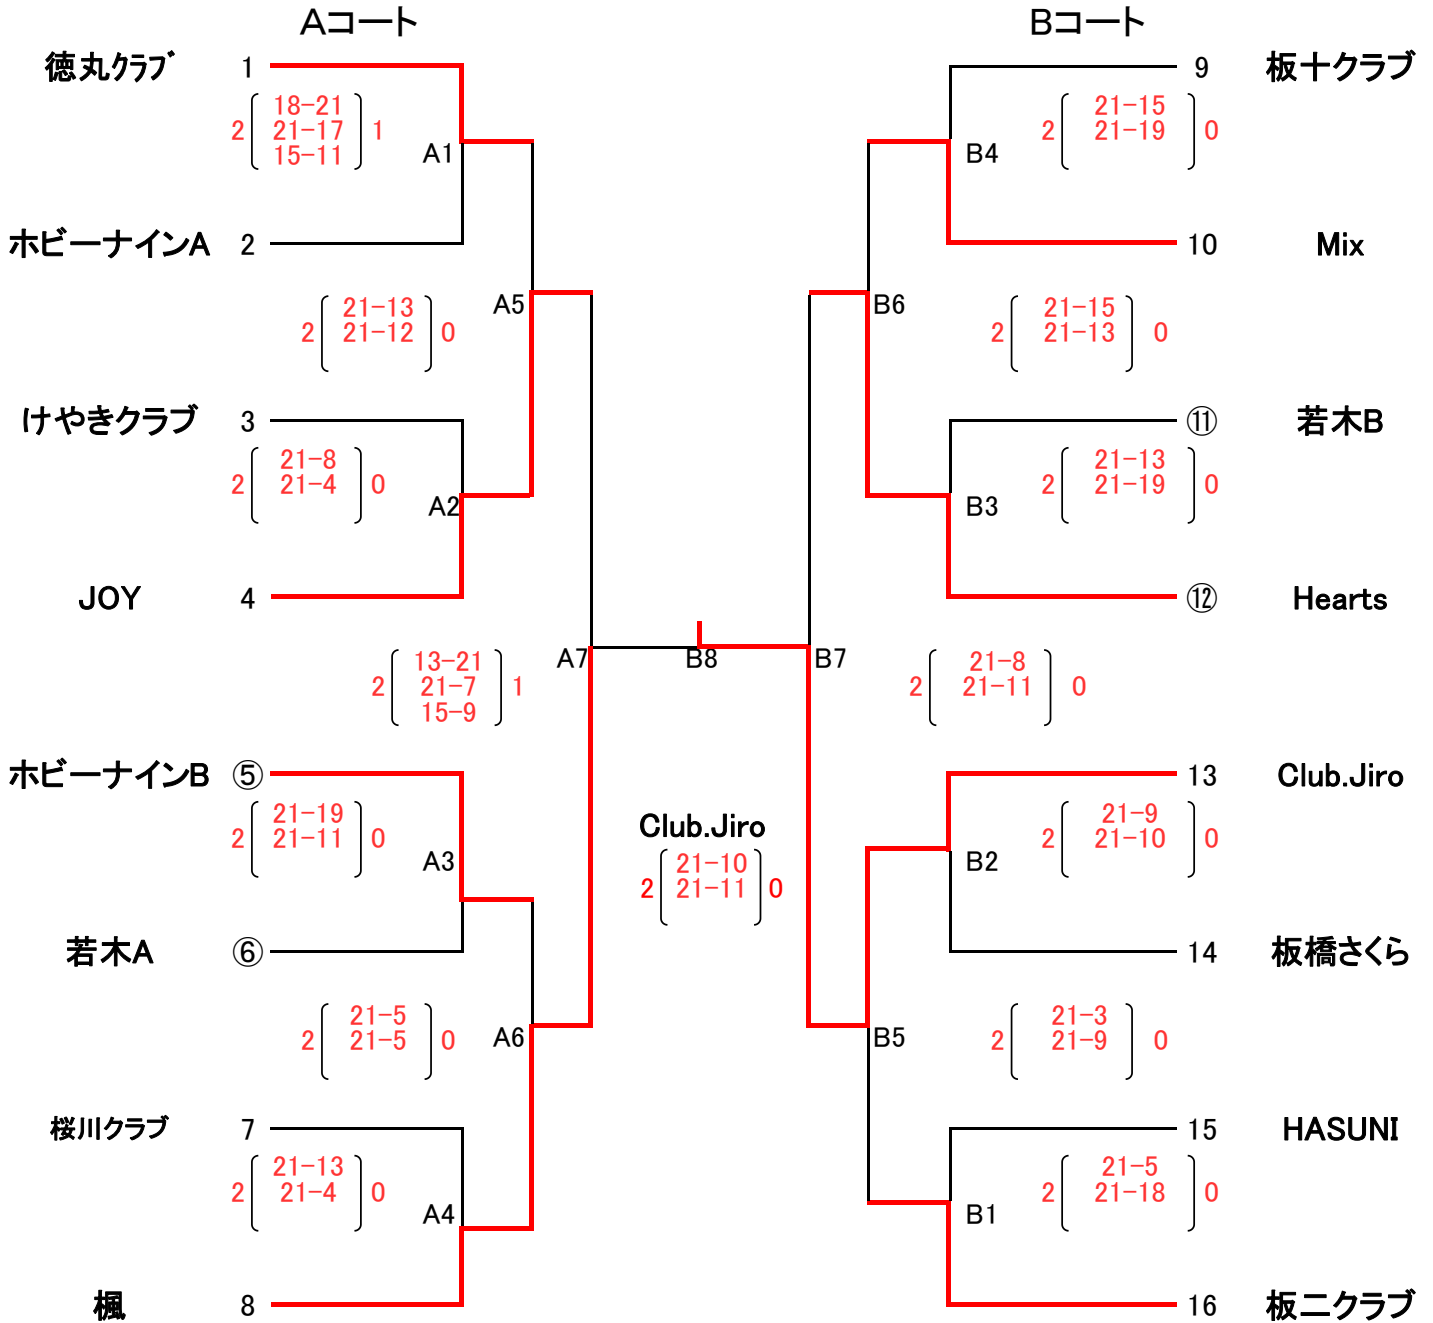 Aコート
Bコート
徳丸ｸﾗﾌﾞ 1
9 板十クラブ
18-21
2 21-17 1
15-11
A1
21-15
2 21-19 0
B4
ホビーナインA 2
10 Mix
A5
21-13
2 21-12 0
B6
21-15
2 21-13 0
けやきクラブ 3
⑪ 若木B
21-8
2 21-4 0
A2
21-13
2 21-19 0
B3
JOY 4
⑫ Hearts
13-21
2 21-7 1
15-9
A7
B8
B7
21-8
2 21-11 0
ホビーナインB ⑤
13 Club.Jiro
21-19
2 21-11 0
A3
Club.Jiro
21-10
2 21-11 0
21-9
2 21-10 0
B2
若木A ⑥
14 板橋さくら
21-5
2 21-5 0
A6
B5
21-3
2 21-9 0
桜川クラブ 7
15 HASUNI
21-13
2 21-4 0
A4
21-5
2 21-18 0
B1
楓 8
16 板二クラブ